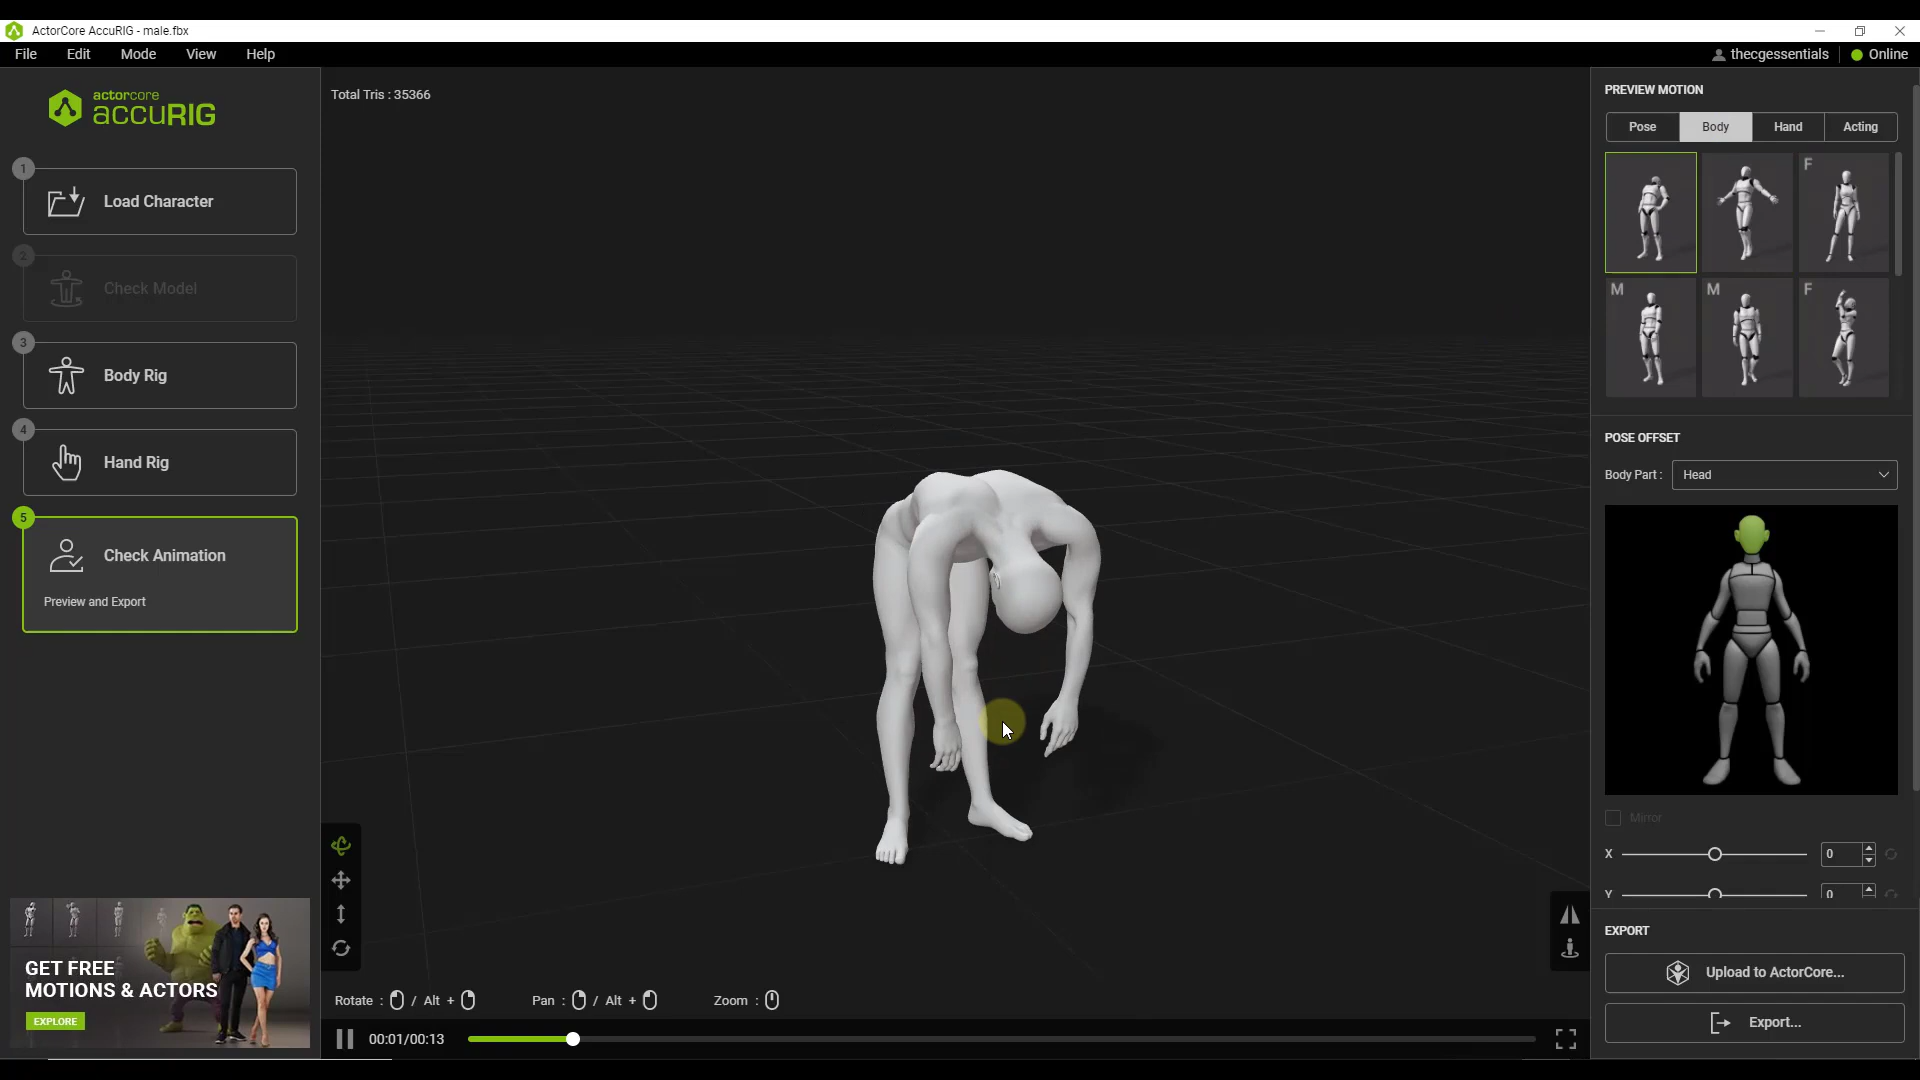 ActorCore AccuRIG - male.fbx
File Edit Mode View Help
thecgessentials Online
actorcore
accuRIG
1
Load Character
2
Check Model
3
Body Rig
4
Hand Rig
5
Check Animation
Preview and Export
GET FREE
MOTIONS & ACTORS
EXPLORE
Total Tris : 35366
Rotate : / Alt + Pan : / Alt + Zoom :
00:01/00:13
PREVIEW MOTION
Pose Body Hand Acting
F
M M F
POSE OFFSET
Body Part : Head
Mirror
X 0
Y 0
EXPORT
Upload to ActorCore...
Export...